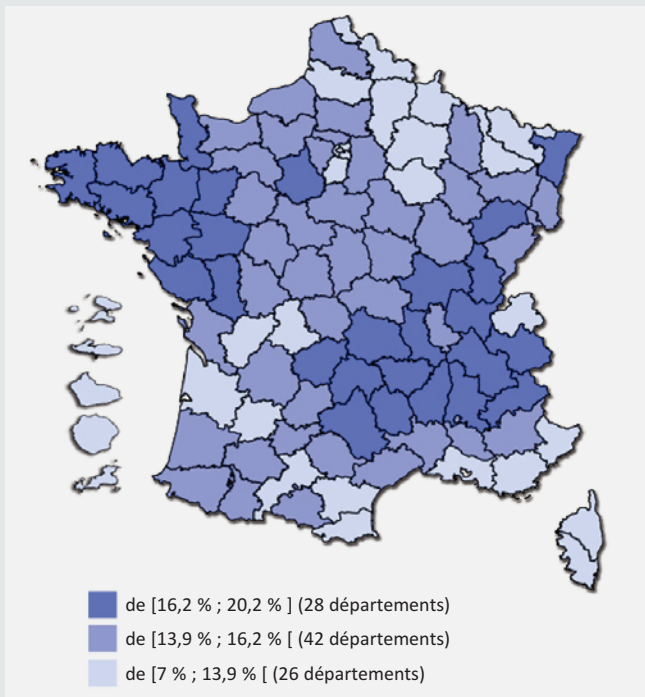 de [16,2 % ; 20,2 % ] (28 départements)
de [13,9 % ; 16,2 % [ (42 départements)
de [7 % ; 13,9 % [ (26 départements)